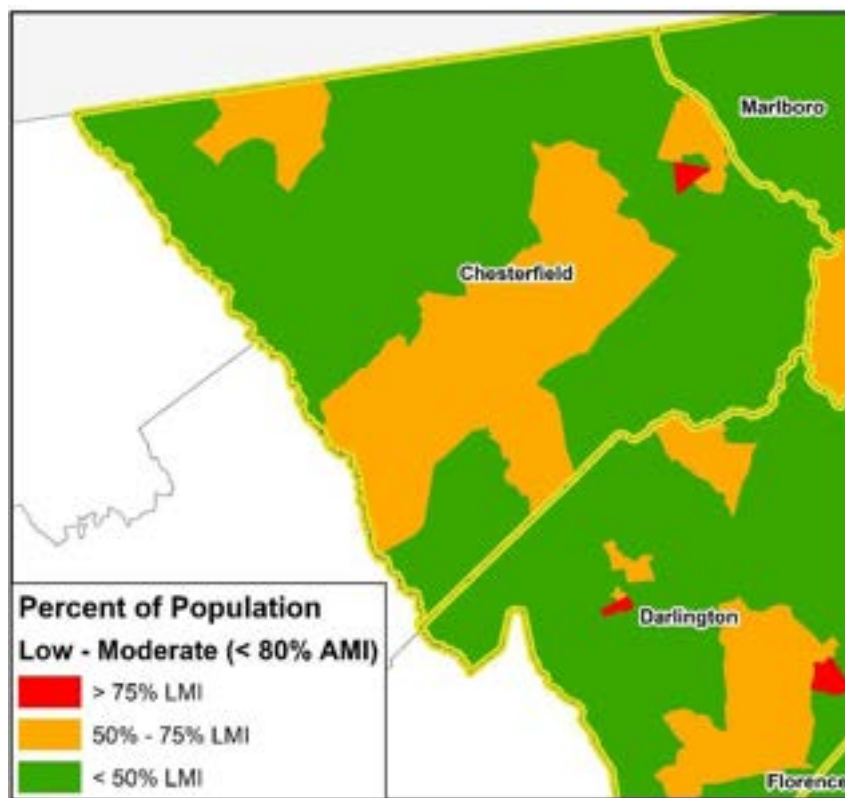 Marlboro
Chesterfield
Darlington
Florence
Percent of Population
Low - Moderate (< 80% AMI)
> 75% LMI
50% - 75% LMI
< 50% LMI